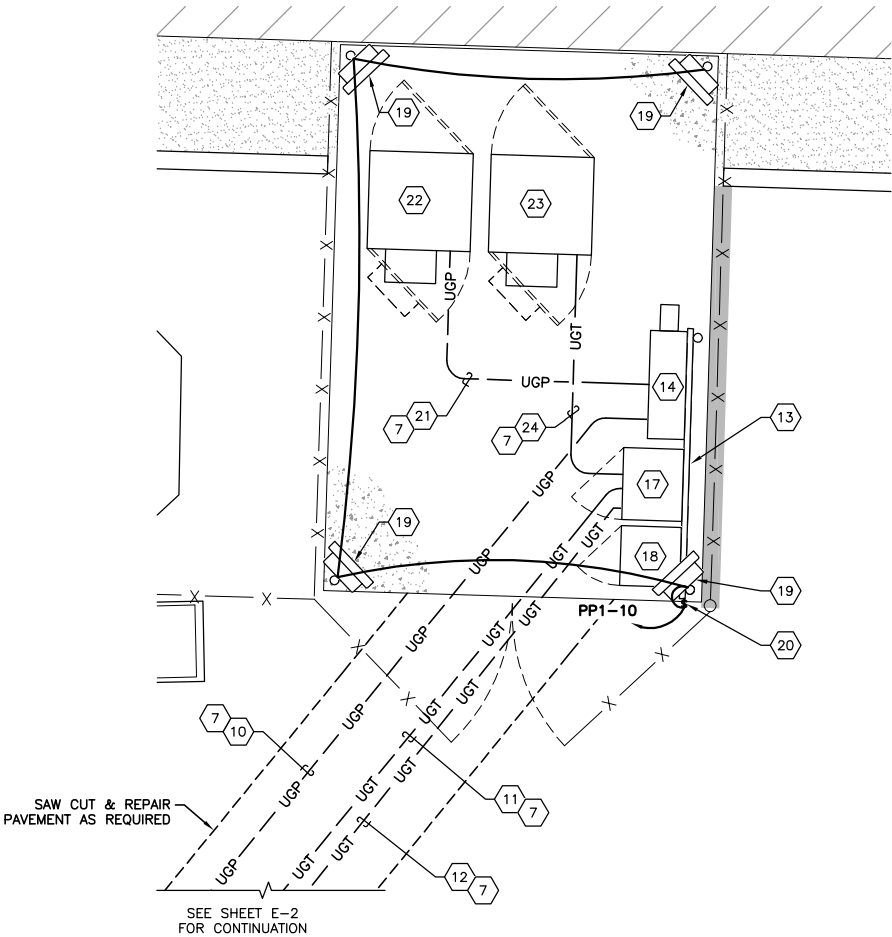 19
19
22
23
UGP
UGT
UGP
14
7
21
7
24
13
UGP
17
19
UGT
UGT
18
UGP
19
PP1-10
UGT
UGT
20
UGP
UGT
UGT
7
10
UGP
UGT
UGT
UGP
11
7
SAW CUT & REPAIR
PAVEMENT AS REQUIRED
UGT
UGT
UGP
UGT
12
7
SEE SHEET E-2
FOR CONTINUATION